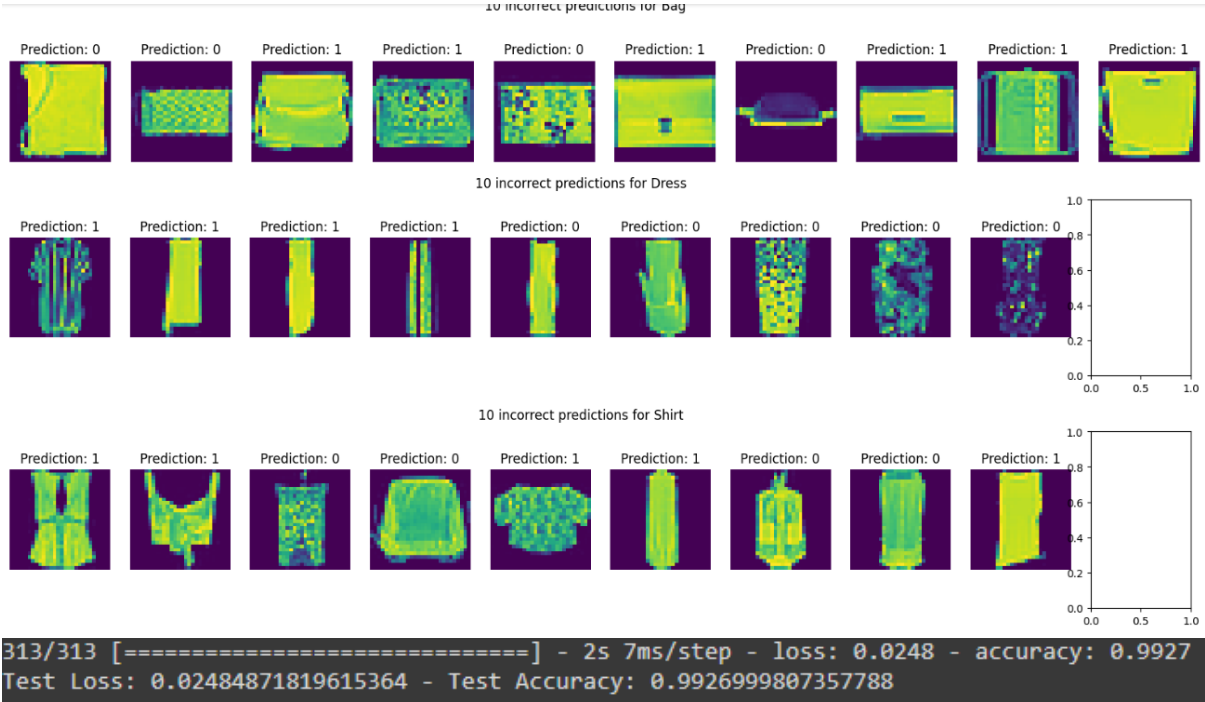 10 incorrect predictions for Bag
Prediction: 0 Prediction: 0 Prediction: 1 Prediction: 1 Prediction: 0 Prediction: 1 Prediction: 0 Prediction: 1 Prediction: 1 Prediction: 1
10 incorrect predictions for Dress
Prediction: 1 Prediction: 1 Prediction: 1 Prediction: 1 Prediction: 0 Prediction: 0 Prediction: 0 Prediction: 0 Prediction: 0
1.0
0.8
0.6
0.4
0.2
0.0
0.0 0.5 1.0
10 incorrect predictions for Shirt
Prediction: 1 Prediction: 1 Prediction: 0 Prediction: 0 Prediction: 1 Prediction: 1 Prediction: 0 Prediction: 0 Prediction: 1
1.0
0.8
0.6
0.4
0.2
0.0
0.0 0.5 1.0
313/313 [==============================] - 2s 7ms/step - loss: 0.0248 - accuracy: 0.9927
Test Loss: 0.02484871819615364 - Test Accuracy: 0.9926999807357788